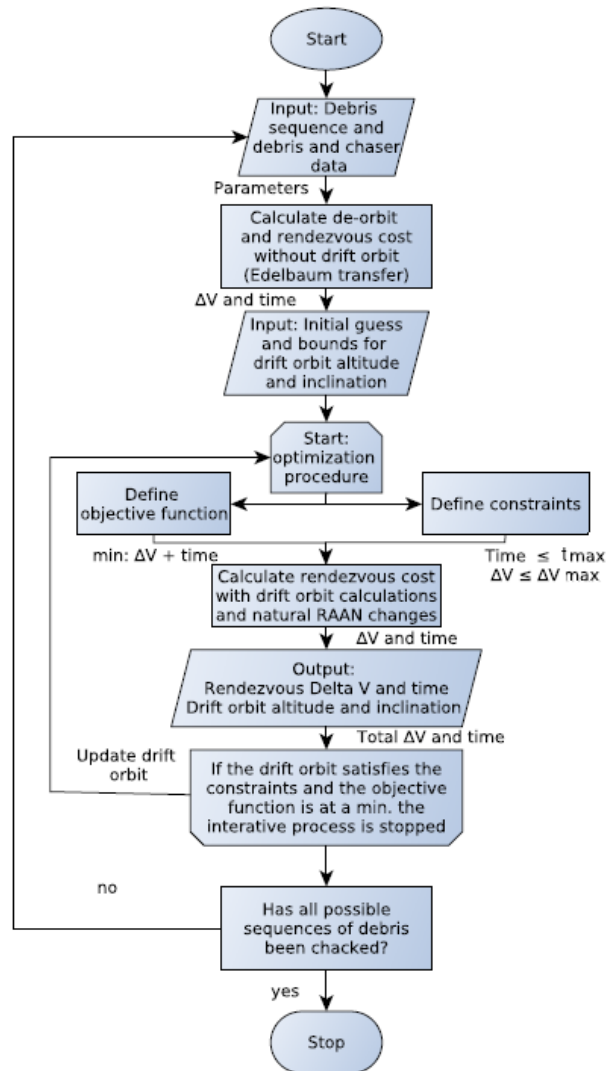 Start
Input: Debris
sequence and
debris and chaser
data
Parameters
Calculate de-orbit
and rendezvous cost
without drift orbit
(Edelbaum transfer)
ΔV and time
Input: Initial guess
and bounds for
drift orbit altitude
and inclination
Start:
optimization
procedure
Define
objective function
Define constraints
min: ΔV + time
Time ≤ tmax
ΔV ≤ ΔV max
Calculate rendezvous cost
with drift orbit calculations
and natural RAAN changes
ΔV and time
Output:
Rendezvous Delta V and time
Drift orbit altitude and inclination
Total ΔV and time
Update drift
orbit
If the drift orbit satisfies the
constraints and the objective
function is at a min. the
interative process is stopped
no
Has all possible
sequences of debris
been chacked?
yes
Stop